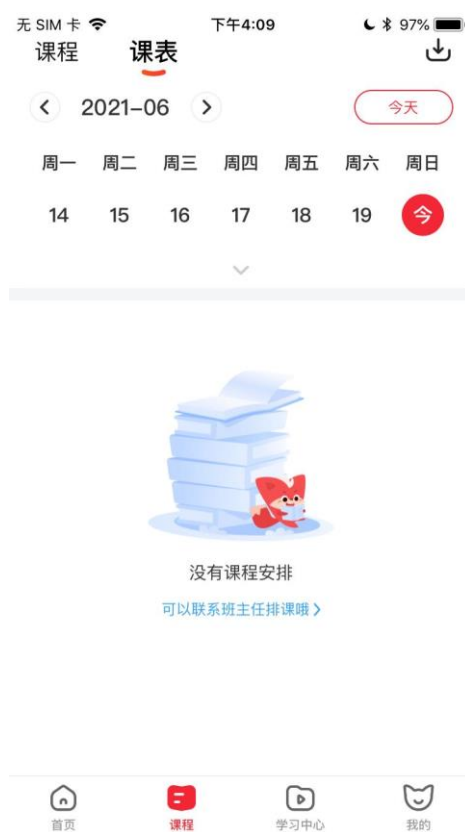 无 SIM 卡 下午4:09 97%
课程 课表
2021-06 今天
周一 周二 周三 周四 周五 周六 周日
14 15 16 17 18 19 今
没有课程安排
可以联系班主任排课哦
首页 课程 学习中心 我的